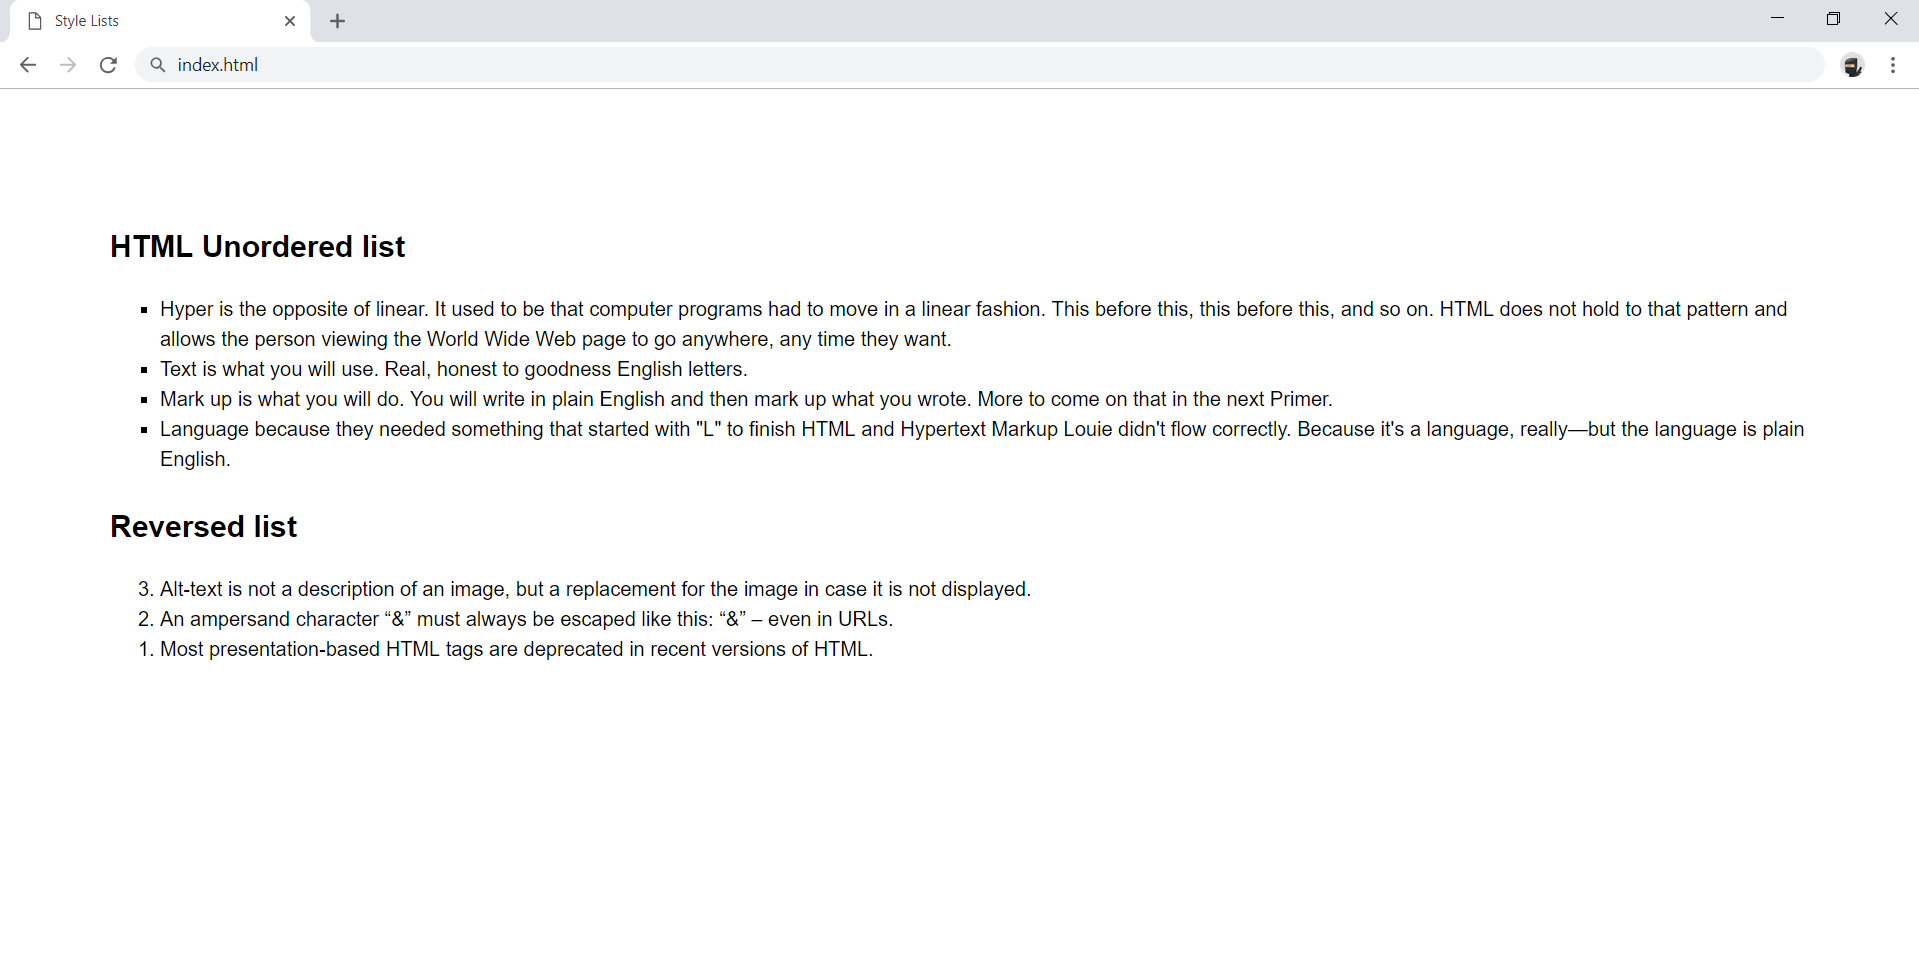 Style Lists
index.html
HTML Unordered list
Hyper is the opposite of linear. It used to be that computer programs had to move in a linear fashion. This before this, this before this, and so on. HTML does not hold to that pattern and
allows the person viewing the World Wide Web page to go anywhere, any time they want.
Text is what you will use. Real, honest to goodness English letters.
Mark up is what you will do. You will write in plain English and then mark up what you wrote. More to come on that in the next Primer.
Language because they needed something that started with "L" to finish HTML and Hypertext Markup Louie didn't flow correctly. Because it's a language, really—but the language is plain
English.
Reversed list
3. Alt-text is not a description of an image, but a replacement for the image in case it is not displayed.
2. An ampersand character “&” must always be escaped like this: “&” – even in URLs.
1. Most presentation-based HTML tags are deprecated in recent versions of HTML.